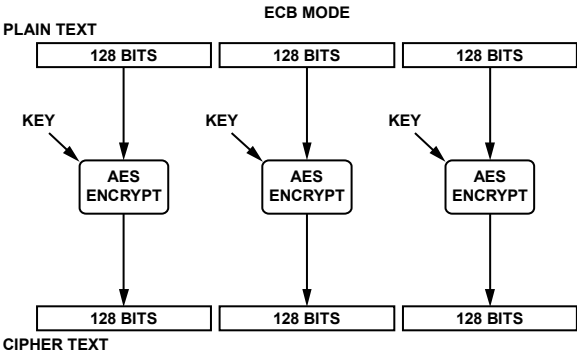 ECB MODE
PLAIN TEXT
128 BITS 128 BITS 128 BITS
KEY KEY KEY
AES AES AES
ENCRYPT ENCRYPT ENCRYPT
128 BITS 128 BITS 128 BITS
CIPHER TEXT